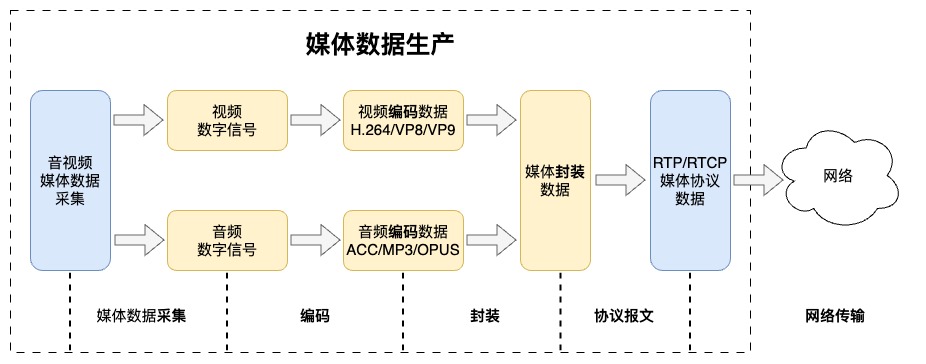 媒体数据生产
音视频
媒体数据
采集
视频
数字信号
视频编码数据
H.264/VP8/VP9
音频
数字信号
音频编码数据
ACC/MP3/OPUS
媒体封装
数据
RTP/RTCP
媒体协议
数据
网络
媒体数据采集
编码
封装
协议报文
网络传输